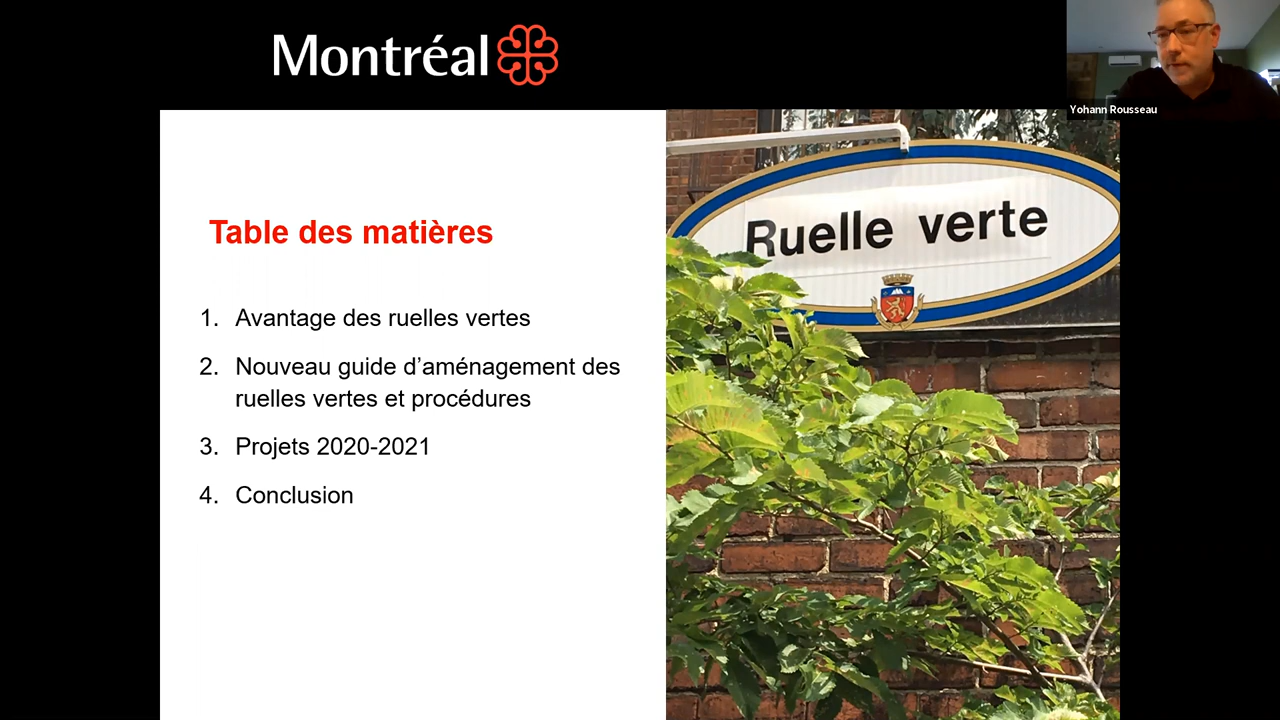 Montréal
Yohann Rousseau
Table des matières
1. Avantage des ruelles vertes
2. Nouveau guide d’aménagement des
ruelles vertes et procédures
3. Projets 2020-2021
4. Conclusion
Ruelle verte